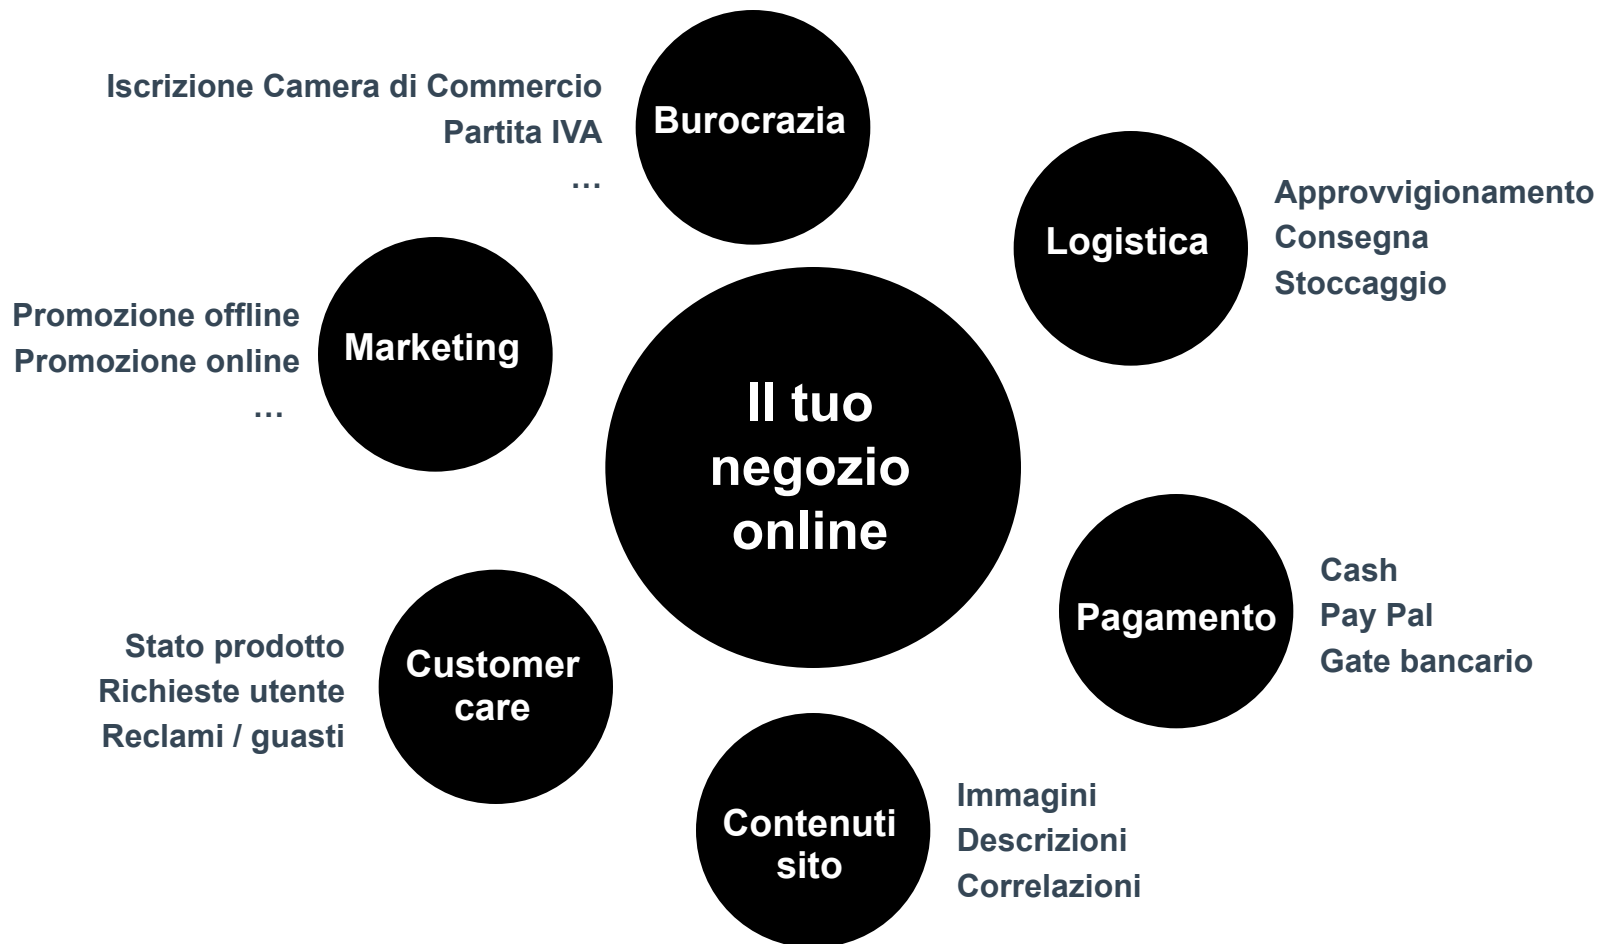 Iscrizione Camera di Commercio
Partita IVA
…
Burocrazia
Logistica
Approvvigionamento
Consegna
Stoccaggio
Promozione offline
Promozione online
…
Marketing
Il tuo
negozio
online
Pagamento
Cash
Pay Pal
Gate bancario
Stato prodotto
Richieste utente
Reclami / guasti
Customer
care
Contenuti
sito
Immagini
Descrizioni
Correlazioni